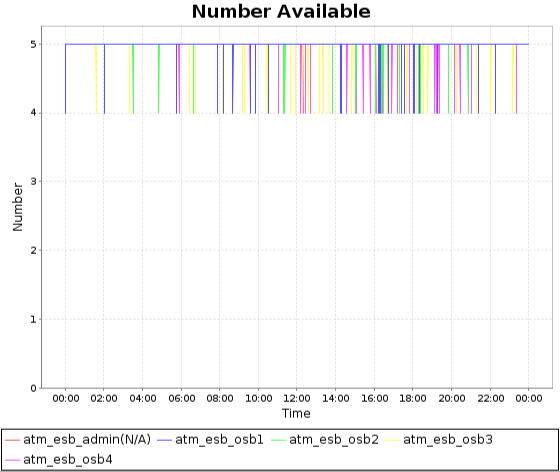 Number Available
5
4
3
2
1
0
Number
00:00 02:00 04:00 06:00 08:00 10:00 12:00 14:00 16:00 18:00 20:00 22:00 00:00
Time
atm_esb_admin(N/A) atm_esb_osb1 atm_esb_osb2 atm_esb_osb3
atm_esb_osb4